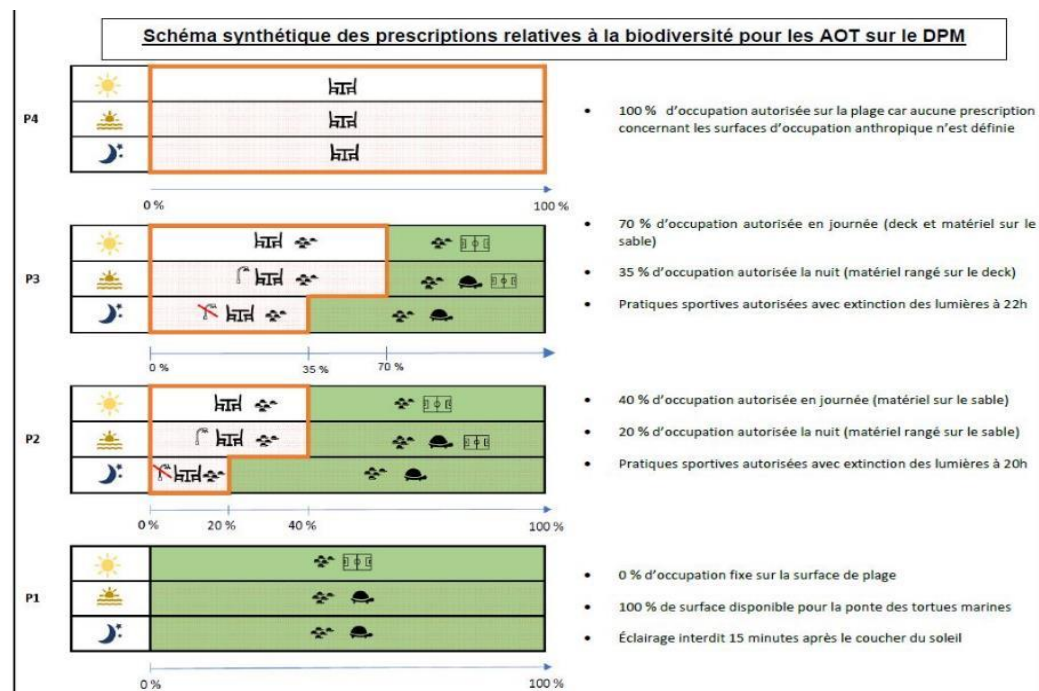 Schéma synthétique des prescriptions relatives à la biodiversité pour les AOT sur le DPM
P4
• 100 % d'occupation autorisée sur la plage car aucune prescription
concernant les surfaces d'occupation anthropique n'est définie
0 %
100 %
P3
• 70 % d'occupation autorisée en journée (deck et matériel sur le
sable)
• 35 % d'occupation autorisée la nuit (matériel rangé sur le deck)
• Pratiques sportives autorisées avec extinction des lumières à 22h
0 %
35 %
70 %
P2
• 40 % d'occupation autorisée en journée (matériel sur le sable)
• 20 % d'occupation autorisée la nuit (matériel rangé sur le sable)
• Pratiques sportives autorisées avec extinction des lumières à 20h
0 %
20 %
40 %
100 %
P1
• 0 % d'occupation fixe sur la surface de plage
• 100 % de surface disponible pour la ponte des tortues marines
• Éclairage interdit 15 minutes après le coucher du soleil
0 %
100 %